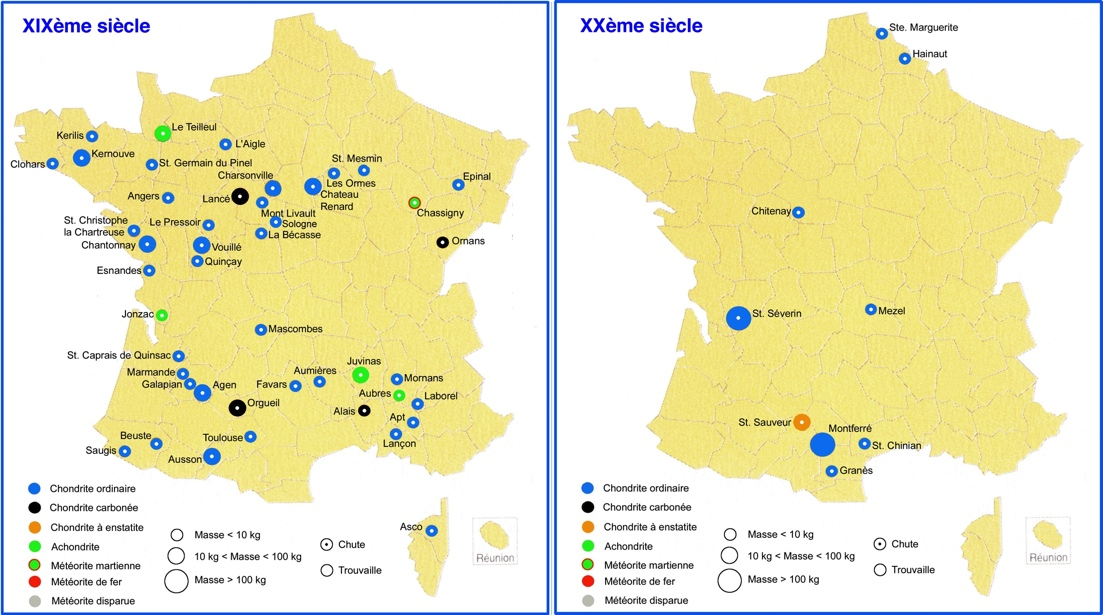 XIXème siècle
Kerilis
Le Teilleul
L'Aigle
Clohars
Kernouve
St. Germain du Pinel
St. Mesmin
Charsonville
Les Ormes
Epinal
Angers
Lancé
Chateau
Renard
Mont Livault
Chassigny
St. Christophe
la Chartreuse
Le Pressoir
Sologne
La Bécasse
Chantonnay
Vouillé
Ornans
Quinçay
Esnandes
Jonzac
Mascombes
St. Caprais de Quinsac
Juvinas
Marmande
Aumières
Mornans
Galapian
Agen
Favars
Aubres
Laborel
Orgueil
Alais
Apt
Beuste
Toulouse
Lançon
Saugis
Ausson
Chondrite ordinaire
Chondrite carbonée
Chondrite à enstatite
Achondrite
Météorite martienne
Météorite de fer
Météorite disparue
Masse < 10 kg
10 kg < Masse < 100 kg
Masse > 100 kg
Chute
Trouvaille
Asco
Réunion
XXème siècle
Ste. Marguerite
Hainaut
Chitenay
St. Séverin
Mezel
St. Sauveur
Montferré
St. Chinian
Granès
Chondrite ordinaire
Chondrite carbonée
Chondrite à enstatite
Achondrite
Météorite martienne
Météorite de fer
Météorite disparue
Masse < 10 kg
10 kg < Masse < 100 kg
Masse > 100 kg
Chute
Trouvaille
Réunion